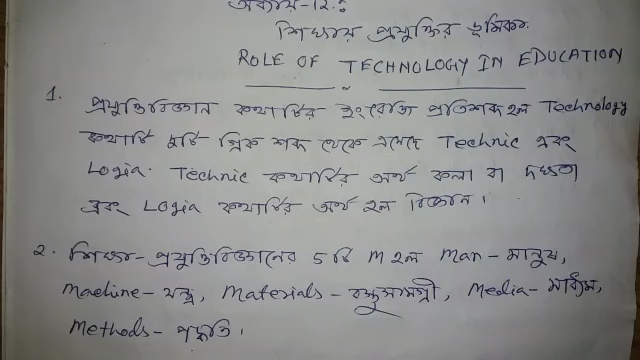 অধ্যায়-12.:
শিক্ষায় প্রযুক্তির ভূমিকা.
ROLE OF TECHNOLOGY IN EDUCATION
1. প্রযুক্তিবিজ্ঞান কথাটির ইংরেজি প্রতিশব্দ হল Technology
কথাটি দুটি গ্রিক শব্দ থেকে এসেছে Technic এবং
Logia. Technic কথাটির অর্থ কলা বা দক্ষতা
এবং Logia কথাটির অর্থ হল বিজ্ঞান।
2. শিক্ষা-প্রযুক্তিবিজ্ঞানের 5 টি M হল Man - মানুষ,
Machine - যন্ত্র, Materials - বস্তুসামগ্রী, Media - মাধ্যম,
Methods - পদ্ধতি।